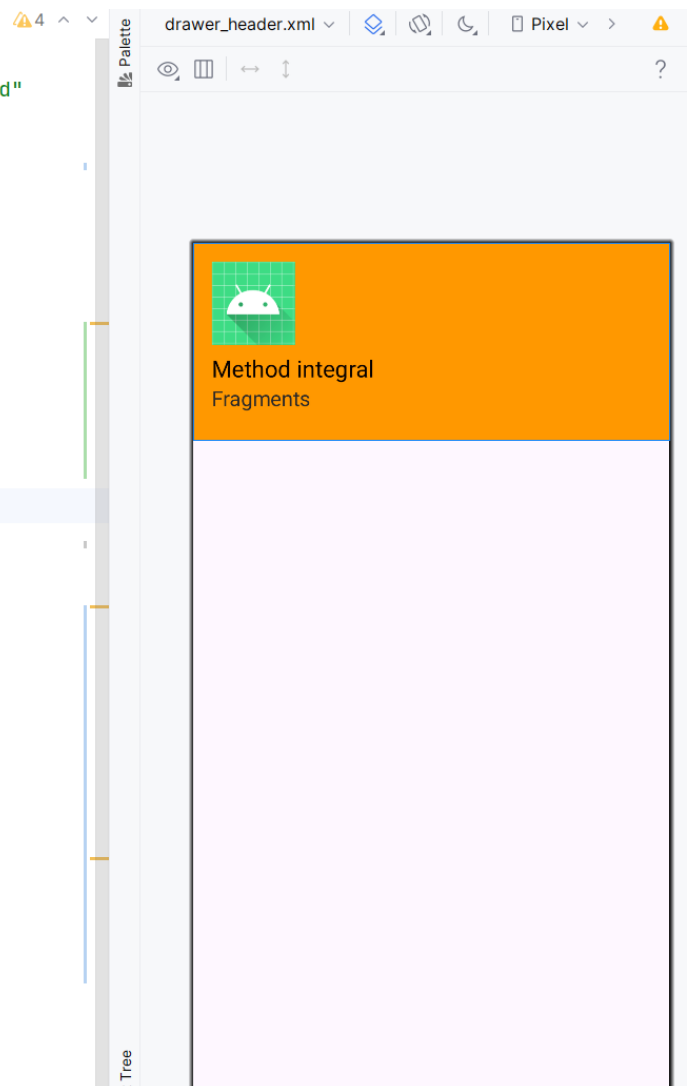 4
d"
Palette
drawer_header.xml
Pixel
?
Method integral
Fragments
Tree